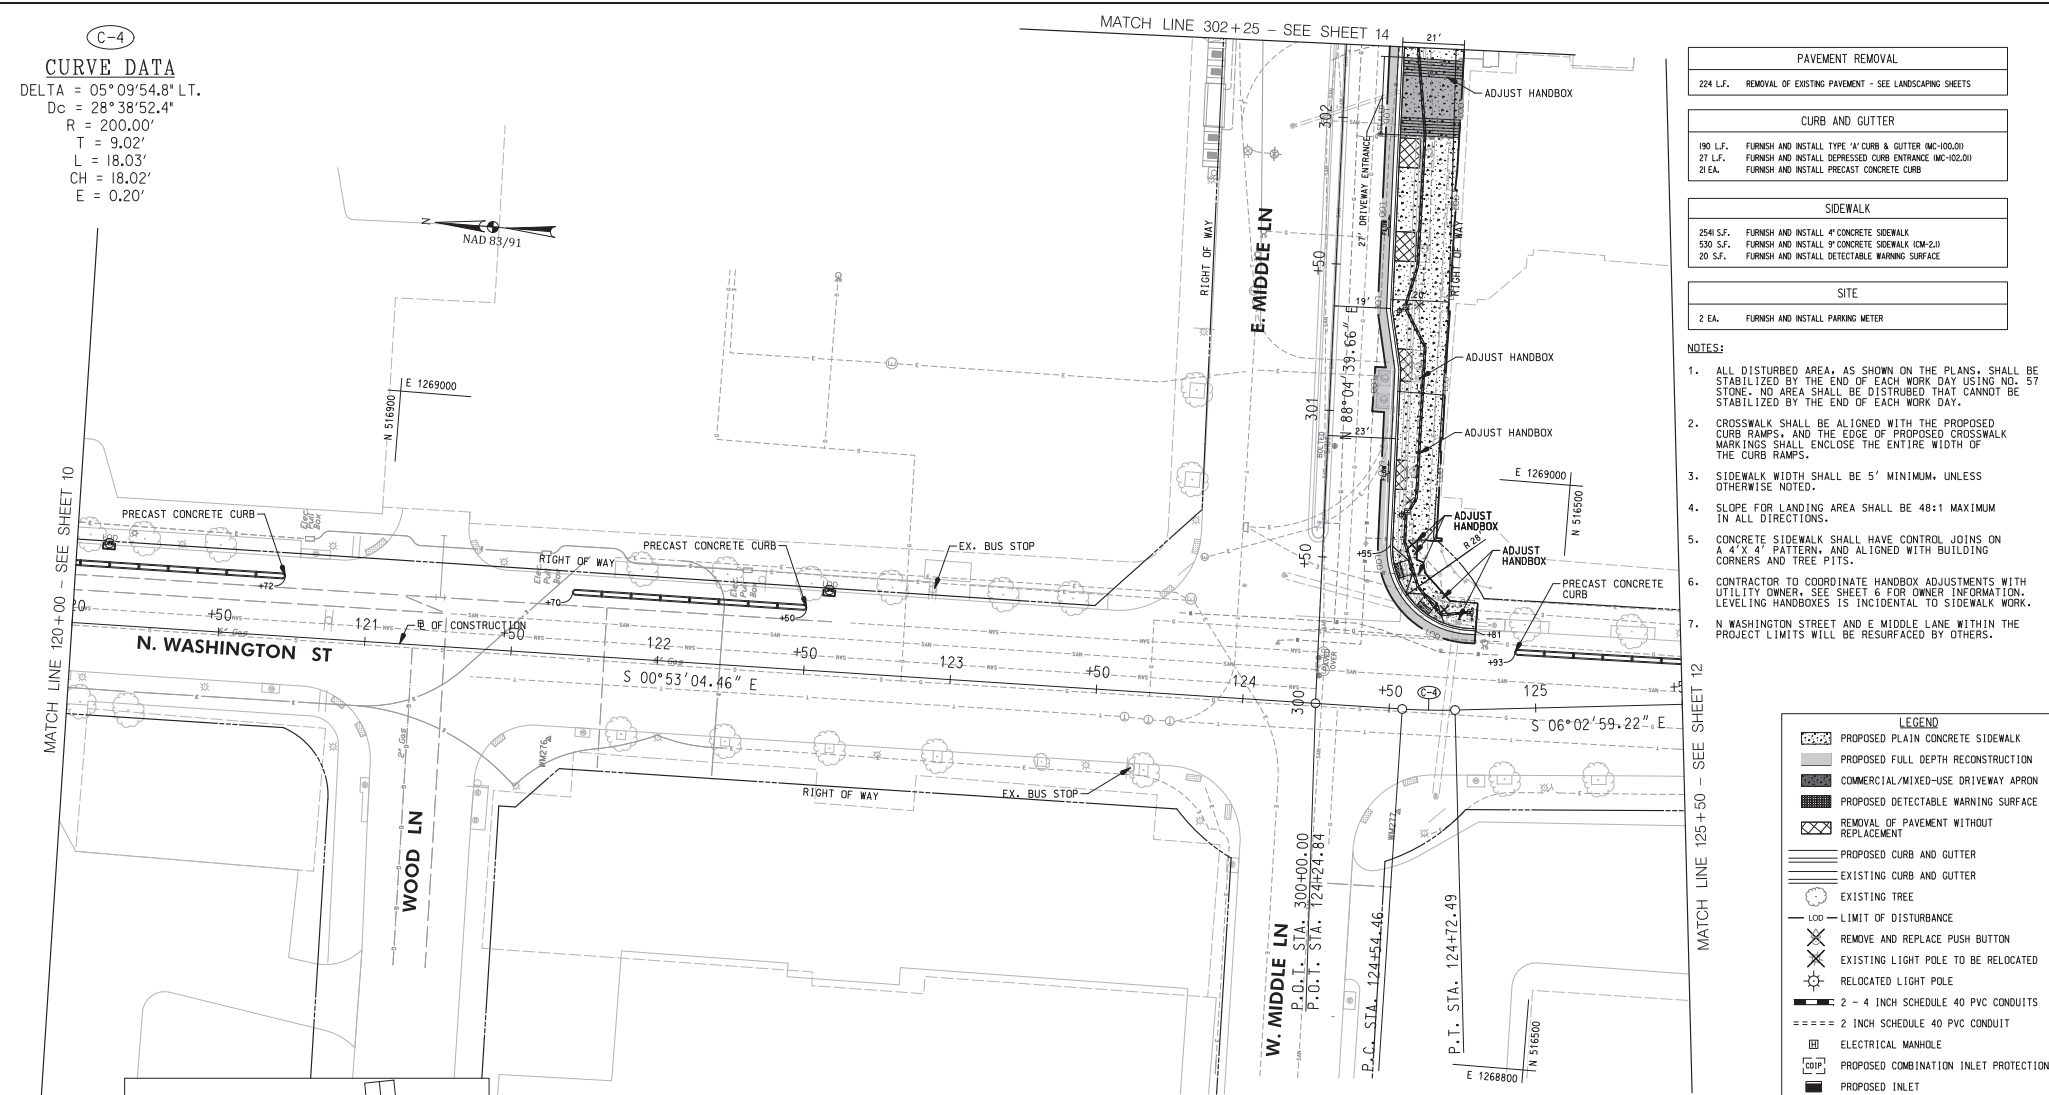 C-4
CURVE DATA
DELTA = 05°09'54.8" LT.
Dc = 28°38'52.4"
R = 200.00'
T = 9.02'
L = 18.03'
CH = 18.02'
E = 0.20'
N
NAD 83/91
MATCH LINE 302+25 - SEE SHEET 14
21'
ADJUST HANDBOX
302
27' DRIVEWAY ENTRANCE
RIGHT OF WAY
E. MIDDLE LN
RIGHT OF WAY
+50
19'
20'
N 88°04'39.66" E
ADJUST HANDBOX
301
23'
ADJUST HANDBOX
E 1269000
N 516900
E 1269000
N 516500
MATCH LINE 120+00 - SEE SHEET 10
PRECAST CONCRETE CURB
Elec
Pull
Box
RIGHT OF WAY
PRECAST CONCRETE CURB
EX. BUS STOP
ADJUST
HANDBOX
R 28'
ADJUST
HANDBOX
+55
+50
PRECAST CONCRETE
CURB
+72
+70
+50
+81
+93
20
+50
121
+50
℄ OF CONSTRUCTION
122
+50
123
+50
124
+50
C-4
125
N. WASHINGTON ST
S 00°53'04.46" E
300
S 06°02'59.22" E
2" Gas
WM276
RIGHT OF WAY
EX. BUS STOP
WM277
WOOD LN
W. MIDDLE LN
P.O.T. STA. 300+00.00
P.O.T. STA. 124+24.84
P.C. STA. 124+54.46
P.T. STA. 124+72.49
E 1268800
N 516500
MATCH LINE 125+50 - SEE SHEET 12
PAVEMENT REMOVAL
224 L.F. REMOVAL OF EXISTING PAVEMENT - SEE LANDSCAPING SHEETS
CURB AND GUTTER
190 L.F. FURNISH AND INSTALL TYPE 'A' CURB & GUTTER (MC-100.01)
27 L.F. FURNISH AND INSTALL DEPRESSED CURB ENTRANCE (MC-102.01)
21 EA. FURNISH AND INSTALL PRECAST CONCRETE CURB
SIDEWALK
2541 S.F. FURNISH AND INSTALL 4" CONCRETE SIDEWALK
530 S.F. FURNISH AND INSTALL 9" CONCRETE SIDEWALK (CM-2.1)
20 S.F. FURNISH AND INSTALL DETECTABLE WARNING SURFACE
SITE
2 EA. FURNISH AND INSTALL PARKING METER
NOTES:
1. ALL DISTURBED AREA, AS SHOWN ON THE PLANS, SHALL BE
STABILIZED BY THE END OF EACH WORK DAY USING NO. 57
STONE. NO AREA SHALL BE DISTRUBED THAT CANNOT BE
STABILIZED BY THE END OF EACH WORK DAY.
2. CROSSWALK SHALL BE ALIGNED WITH THE PROPOSED
CURB RAMPS, AND THE EDGE OF PROPOSED CROSSWALK
MARKINGS SHALL ENCLOSE THE ENTIRE WIDTH OF
THE CURB RAMPS.
3. SIDEWALK WIDTH SHALL BE 5' MINIMUM, UNLESS
OTHERWISE NOTED.
4. SLOPE FOR LANDING AREA SHALL BE 48:1 MAXIMUM
IN ALL DIRECTIONS.
5. CONCRETE SIDEWALK SHALL HAVE CONTROL JOINS ON
A 4'X 4' PATTERN, AND ALIGNED WITH BUILDING
CORNERS AND TREE PITS.
6. CONTRACTOR TO COORDINATE HANDBOX ADJUSTMENTS WITH
UTILITY OWNER, SEE SHEET 6 FOR OWNER INFORMATION.
LEVELING HANDBOXES IS INCIDENTAL TO SIDEWALK WORK.
7. N WASHINGTON STREET AND E MIDDLE LANE WITHIN THE
PROJECT LIMITS WILL BE RESURFACED BY OTHERS.
LEGEND
PROPOSED PLAIN CONCRETE SIDEWALK
PROPOSED FULL DEPTH RECONSTRUCTION
COMMERCIAL/MIXED-USE DRIVEWAY APRON
PROPOSED DETECTABLE WARNING SURFACE
REMOVAL OF PAVEMENT WITHOUT
REPLACEMENT
PROPOSED CURB AND GUTTER
EXISTING CURB AND GUTTER
EXISTING TREE
LOD LIMIT OF DISTURBANCE
REMOVE AND REPLACE PUSH BUTTON
EXISTING LIGHT POLE TO BE RELOCATED
RELOCATED LIGHT POLE
2 - 4 INCH SCHEDULE 40 PVC CONDUITS
2 INCH SCHEDULE 40 PVC CONDUIT
ELECTRICAL MANHOLE
COIP PROPOSED COMBINATION INLET PROTECTION
PROPOSED INLET